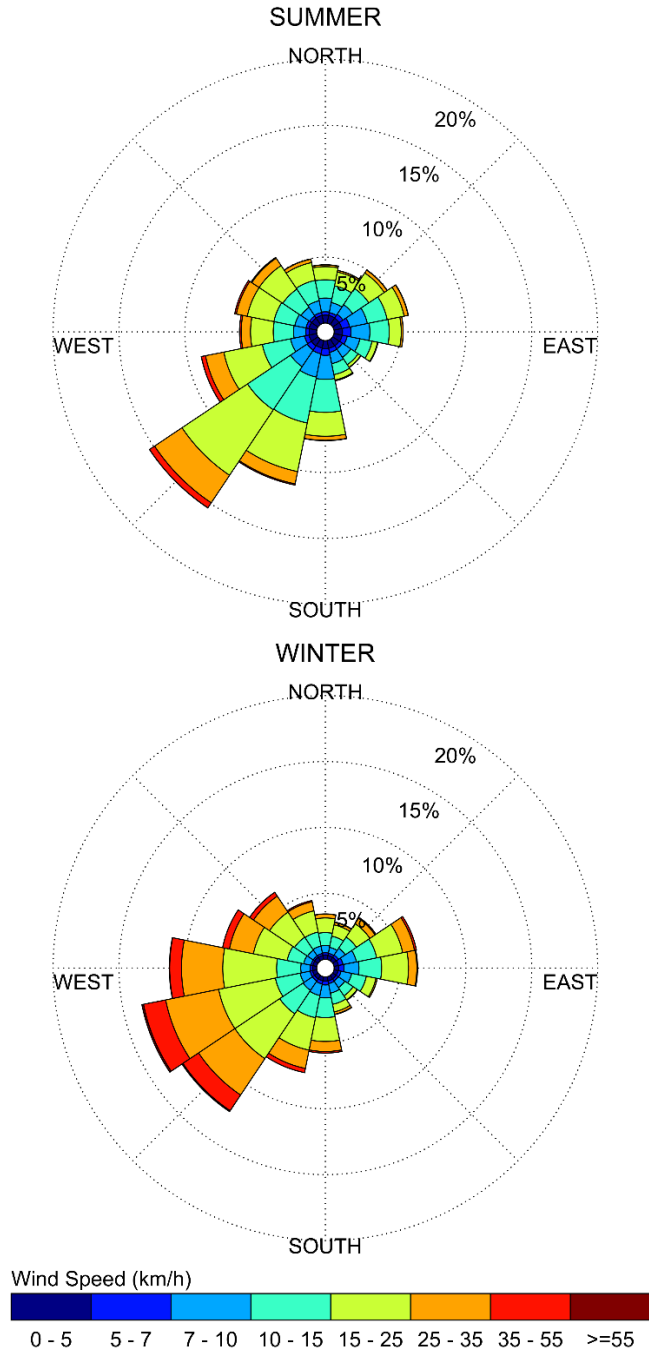 SUMMER
NORTH
20%
15%
10%
5%
WEST
EAST
SOUTH
WINTER
NORTH
20%
15%
10%
5%
WEST
EAST
SOUTH
Wind Speed (km/h)
0 - 5 5 - 7 7 - 10 10 - 15 15 - 25 25 - 35 35 - 55 >=55